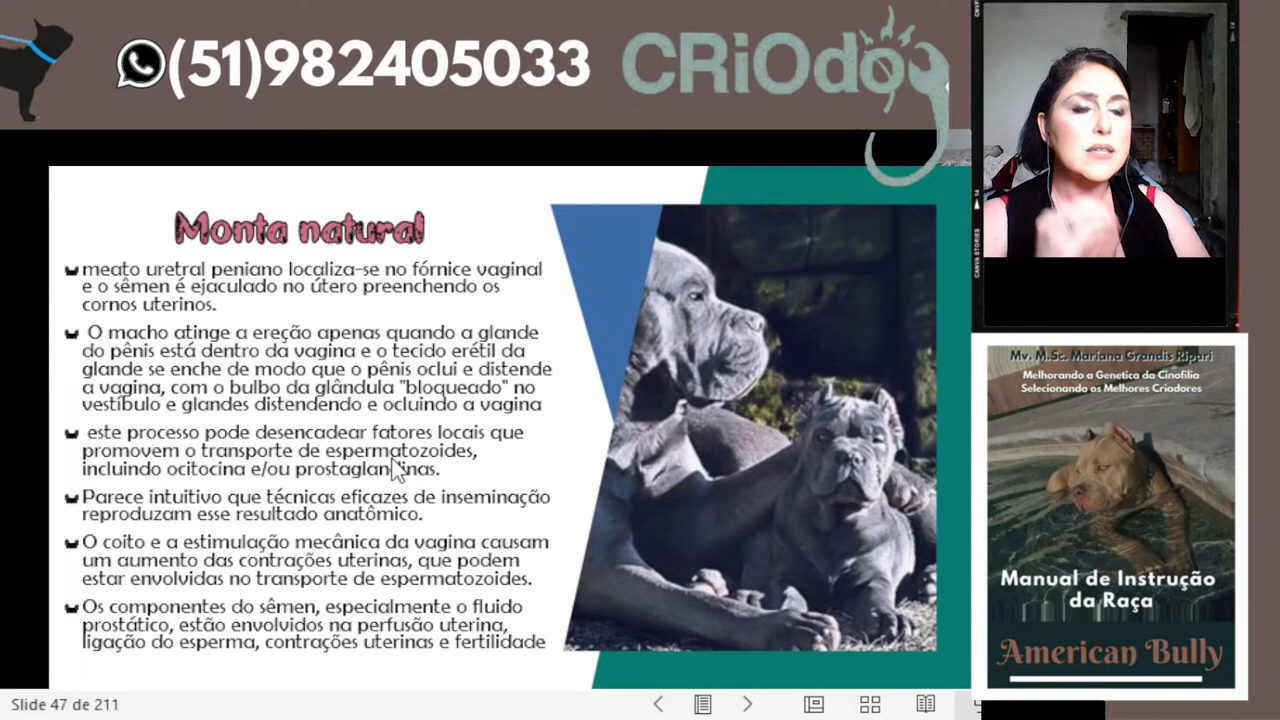 (51)982405033
CRiOdog
Monta natural
meato uretral peniano localiza-se no fórnice vaginal
e o sêmen é ejaculado no útero preenchendo os
cornos uterinos.
O macho atinge a ereção apenas quando a glande
do pênis está dentro da vagina e o tecido erétil da
glande se enche de modo que o pênis oclui e distende
a vagina, com o bulbo da glândula "bloqueado" no
vestíbulo e glandes distendendo e ocluindo a vagina
este processo pode desencadear fatores locais que
promovem o transporte de espermatozoides,
incluindo ocitocina e/ou prostaglandinas.
Parece intuitivo que técnicas eficazes de inseminação
reproduzam esse resultado anatômico.
O coito e a estimulação mecânica da vagina causam
um aumento das contrações uterinas, que podem
estar envolvidas no transporte de espermatozoides.
Os componentes do sêmen, especialmente o fluido
prostático, estão envolvidos na perfusão uterina,
ligação do esperma, contrações uterinas e fertilidade
Slide 47 de 211
14
CANVA STORIES
Mv. M.Sc. Mariana Grandis Ripari
Melhorando a Genetica da Cinofilia
Selecionando os Melhores Criadores
Manual de Instrução
da Raça
American Bully